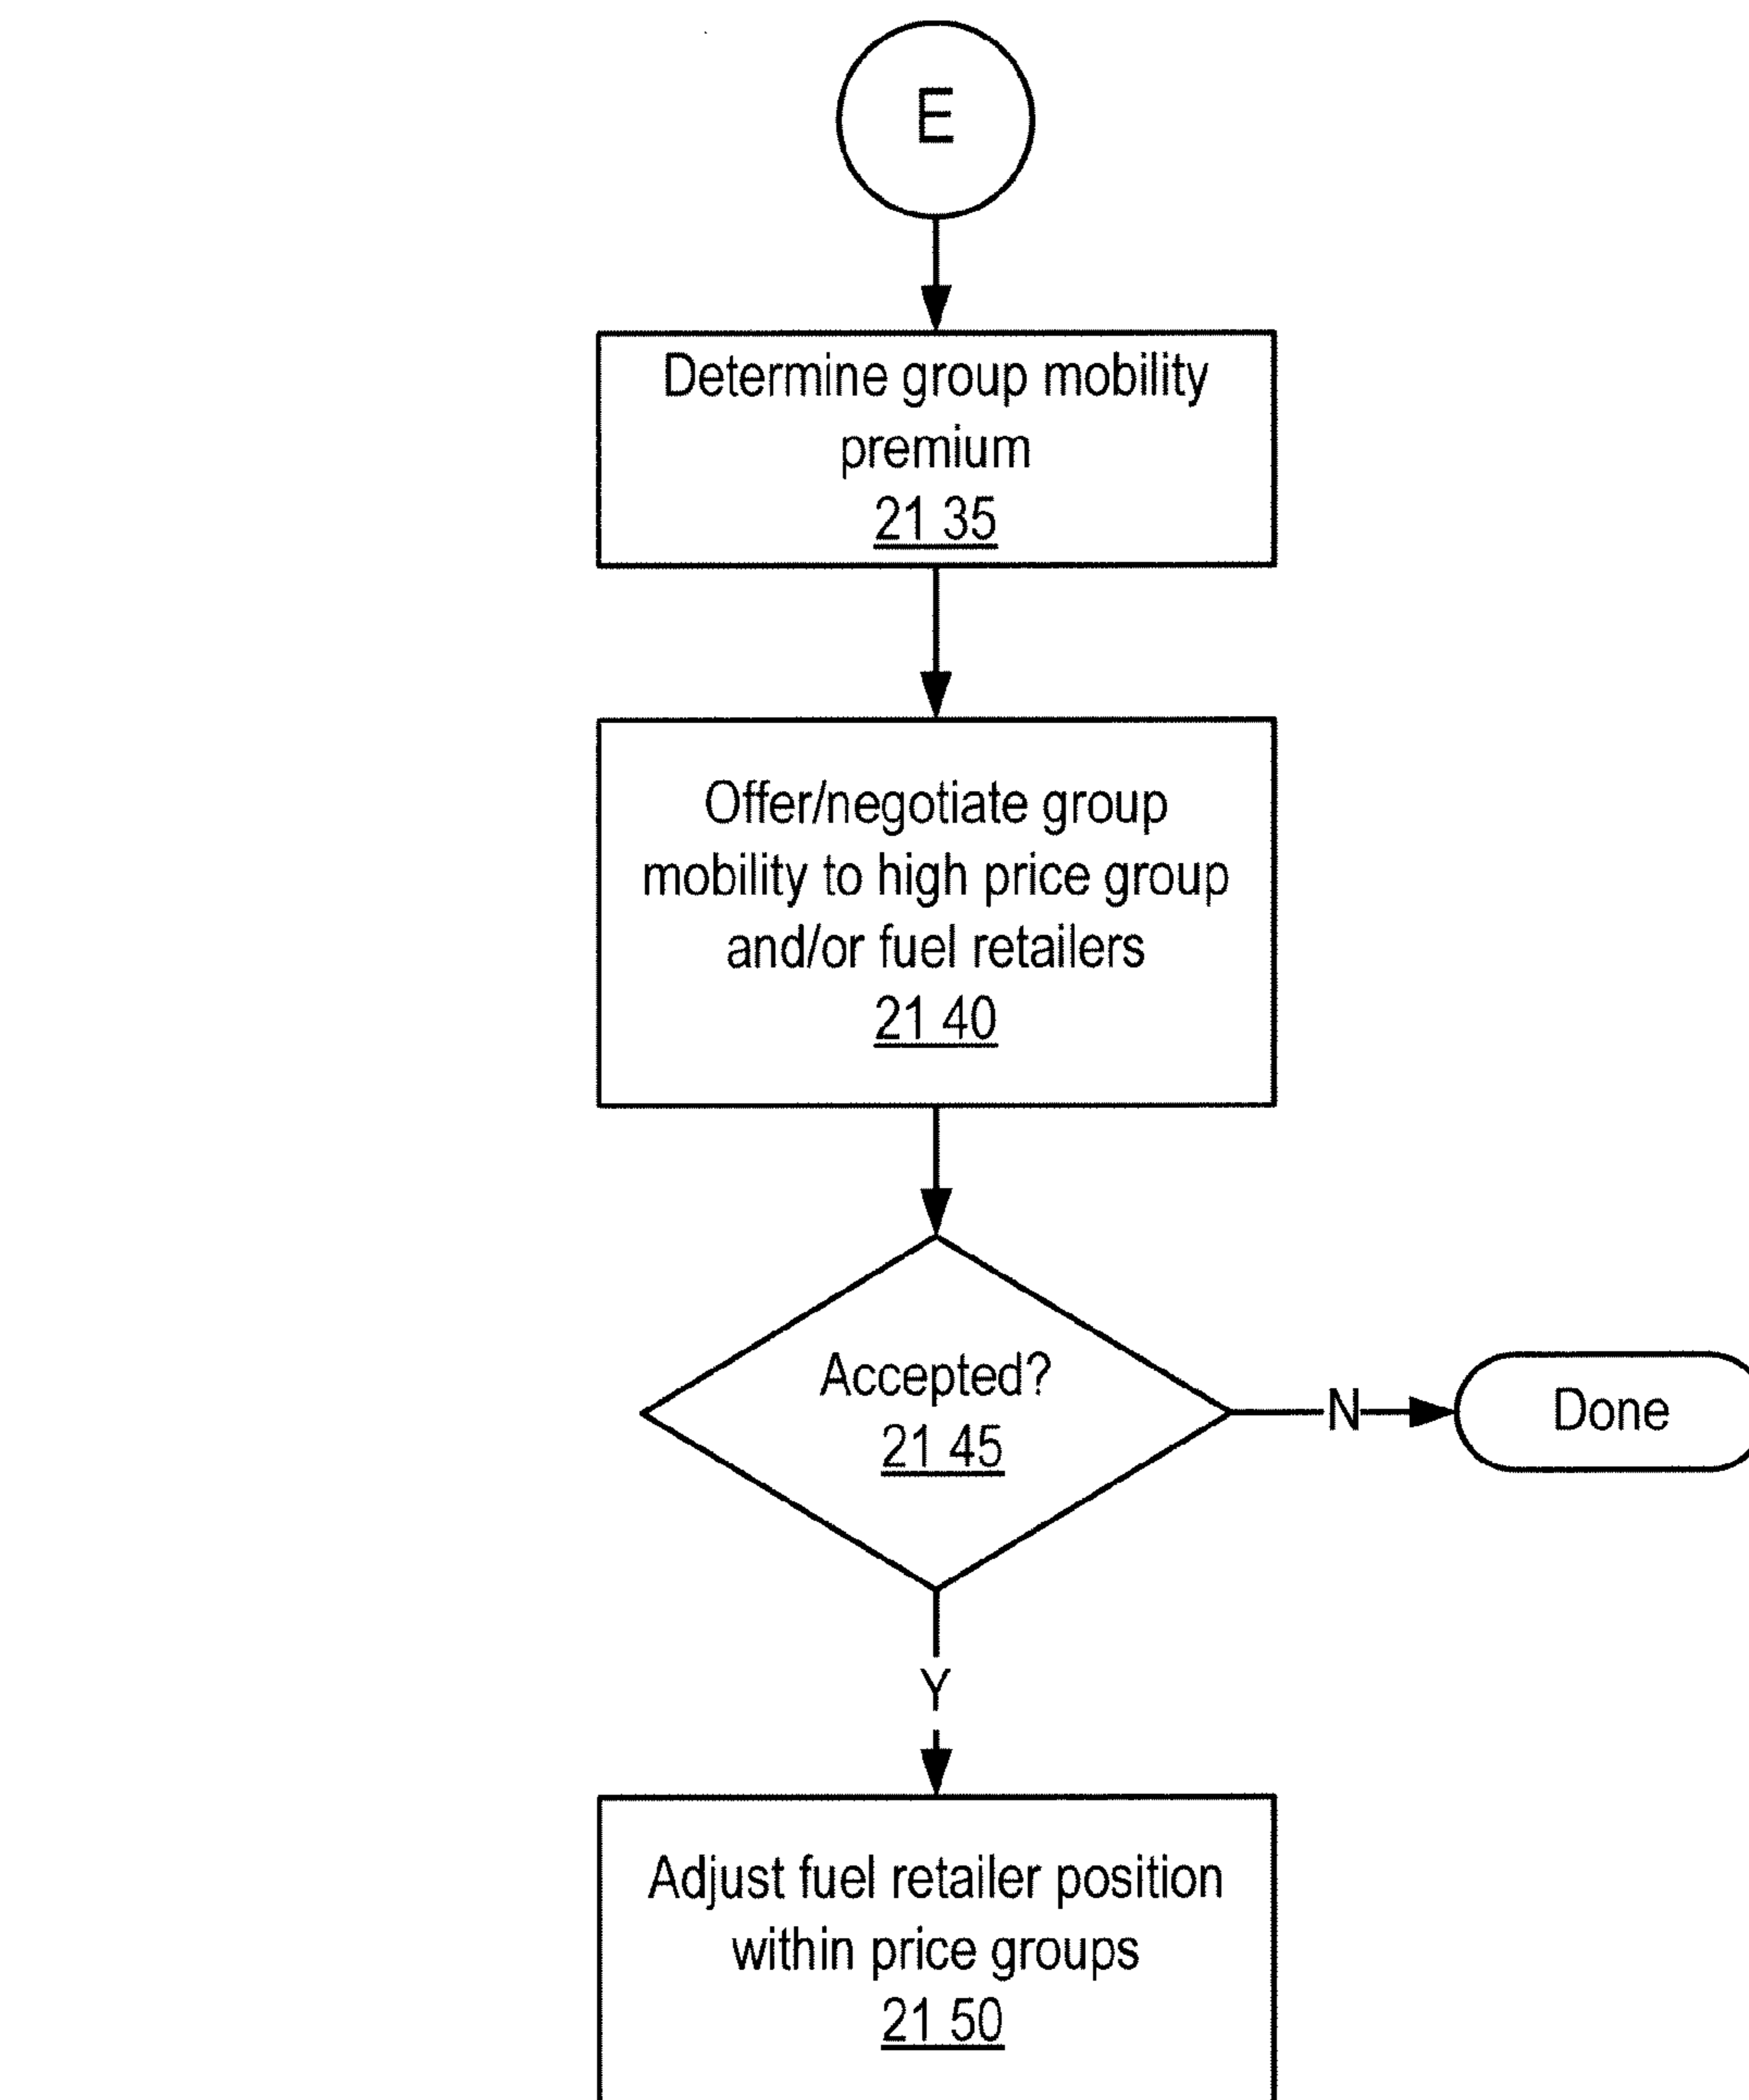 E
Determine group mobility
premium
21 35
Offer/negotiate group
mobility to high price group
and/or fuel retailers
21 40
Accepted?
21 45
N
Done
Y
Adjust fuel retailer position
within price groups
21 50